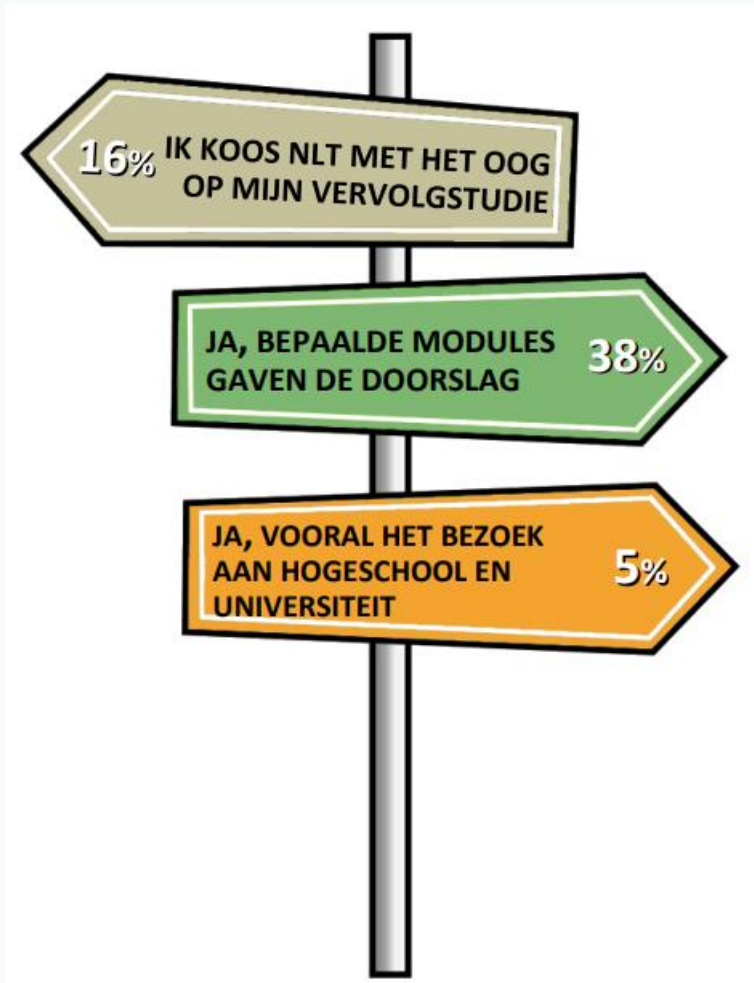 16% IK KOOS NLT MET HET OOG
OP MIJN VERVOLGSTUDIE
JA, BEPAALDE MODULES
GAVEN DE DOORSLAG 38%
JA, VOORAL HET BEZOEK
AAN HOGESCHOOL EN 5%
UNIVERSITEIT